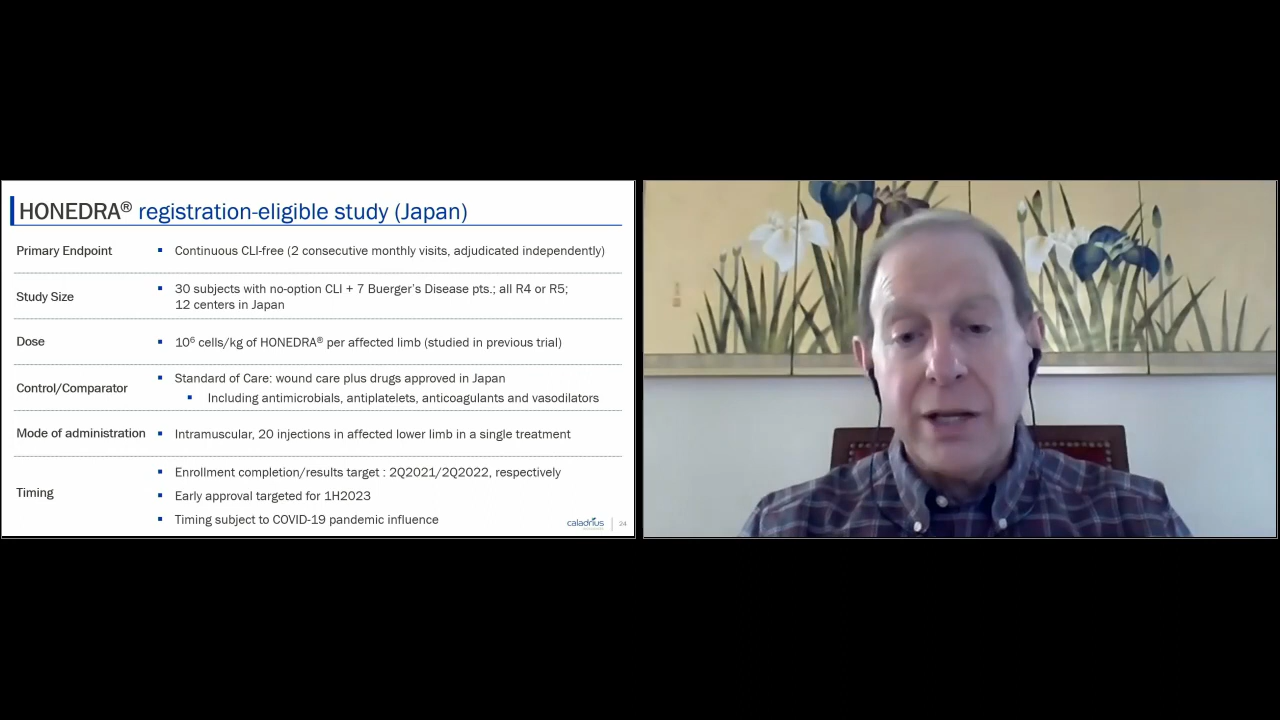 HONEDRA® registration-eligible study (Japan)
Primary Endpoint
▪ Continuous CLI-free (2 consecutive monthly visits, adjudicated independently)
Study Size
▪ 30 subjects with no-option CLI + 7 Buerger's Disease pts.; all R4 or R5;
12 centers in Japan
Dose
▪ 10⁶ cells/kg of HONEDRA® per affected limb (studied in previous trial)
Control/Comparator
▪ Standard of Care: wound care plus drugs approved in Japan
▪ Including antimicrobials, antiplatelets, anticoagulants and vasodilators
Mode of administration
▪ Intramuscular, 20 injections in affected lower limb in a single treatment
Timing
▪ Enrollment completion/results target : 2Q2021/2Q2022, respectively
▪ Early approval targeted for 1H2023
▪ Timing subject to COVID-19 pandemic influence
caladrius
24